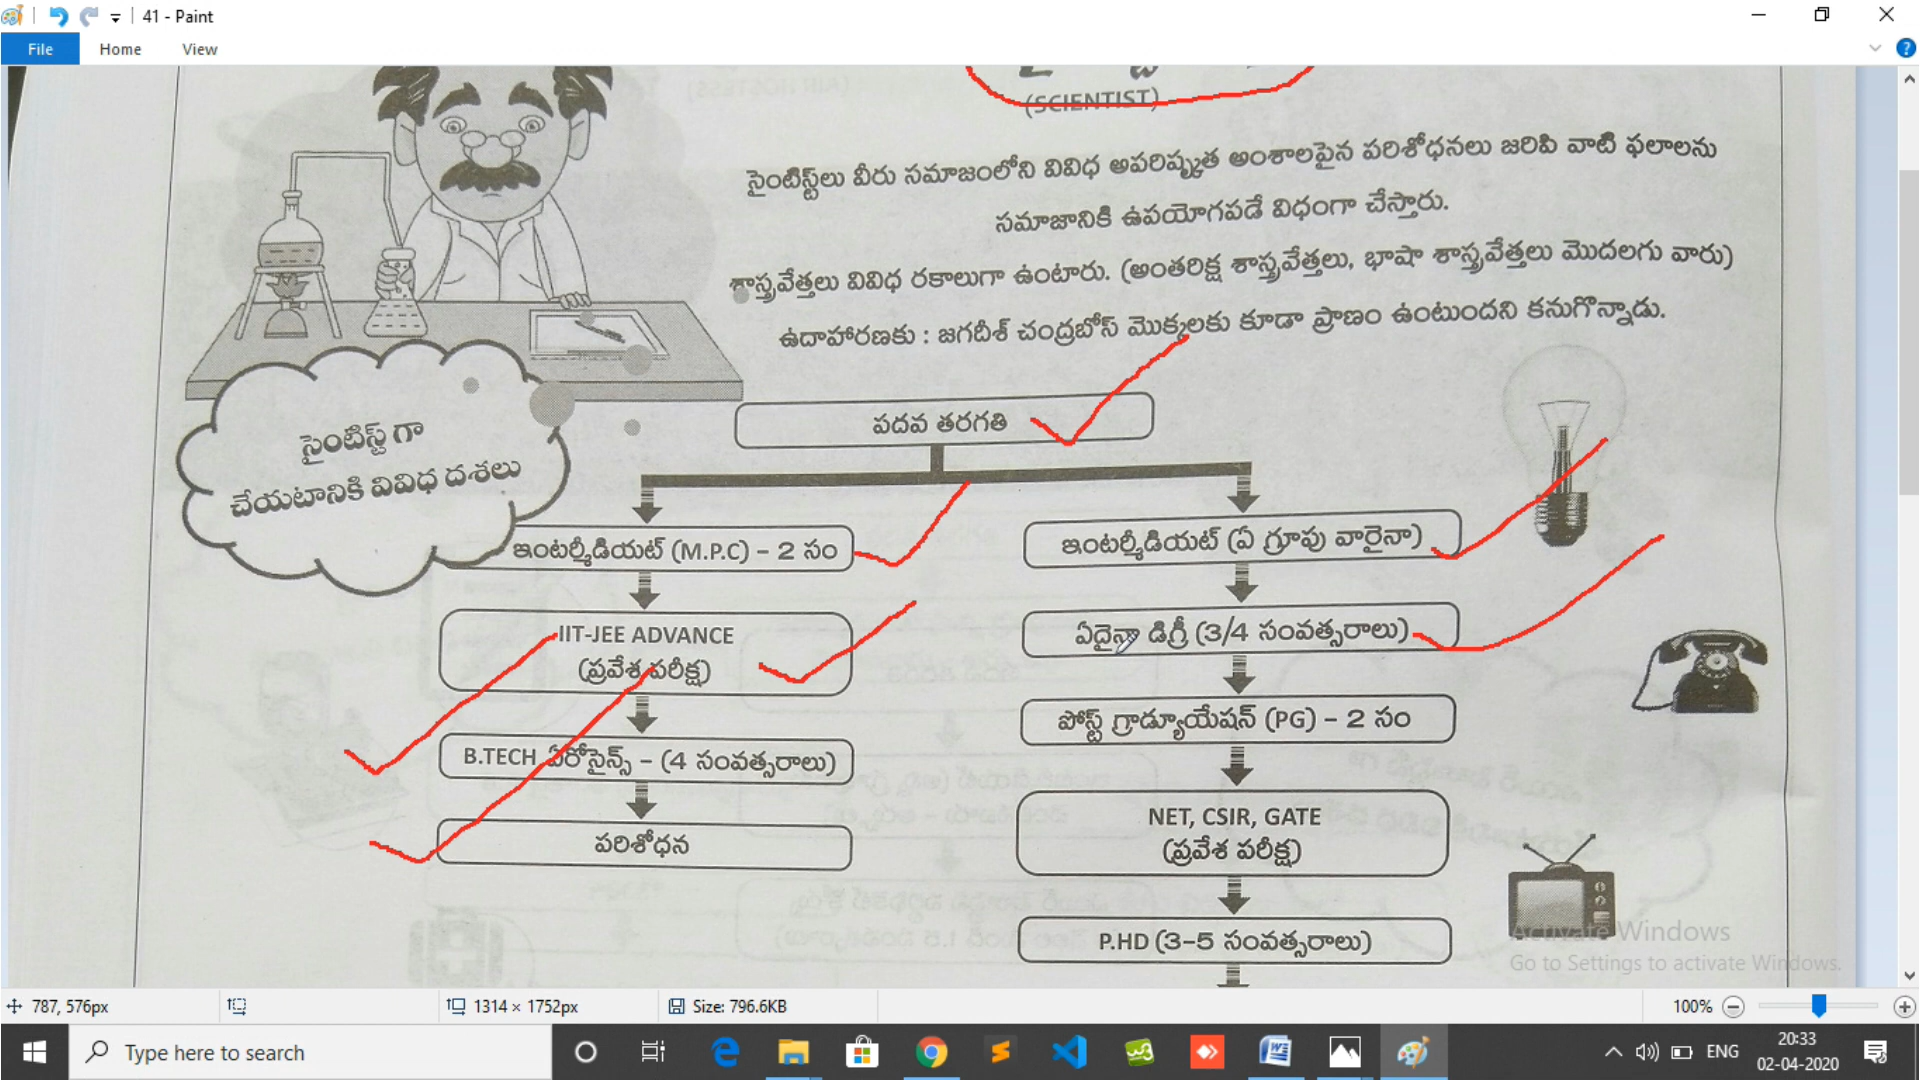 41 - Paint
File
Home
View
(SCIENTIST)
సైంటిస్ట్‌లు వీరు సమాజంలోని వివిధ అపరిష్కృత అంశాలపైన పరిశోధనలు జరిపి వాటి ఫలాలను
సమాజానికి ఉపయోగపడే విధంగా చేస్తారు.
శాస్త్రవేత్తలు వివిధ రకాలుగా ఉంటారు. (అంతరిక్ష శాస్త్రవేత్తలు, భాషా శాస్త్రవేత్తలు మొదలగు వారు)
ఉదాహారణకు : జగదీశ్ చంద్రబోస్ మొక్కలకు కూడా ప్రాణం ఉంటుందని కనుగొన్నాడు.
సైంటిస్ట్ గా
చేయటానికి వివిధ దశలు
పదవ తరగతి
ఇంటర్మీడియట్ (M.P.C) – 2 సం
IIT-JEE ADVANCE
(ప్రవేశ పరీక్ష)
B.TECH ఏరోసైన్స్ – (4 సంవత్సరాలు)
పరిశోధన
ఇంటర్మీడియట్ (ఏ గ్రూపు వారైనా)
ఏదైనా డిగ్రీ (3/4 సంవత్సరాలు)
పోస్ట్ గ్రాడ్యూయేషన్ (PG) – 2 సం
NET, CSIR, GATE
(ప్రవేశ పరీక్ష)
P.HD (3–5 సంవత్సరాలు)
Activate Windows
Go to Settings to activate Windows.
787, 576px
1314 × 1752px
Size: 796.6KB
100%
Type here to search
ENG
20:33
02-04-2020